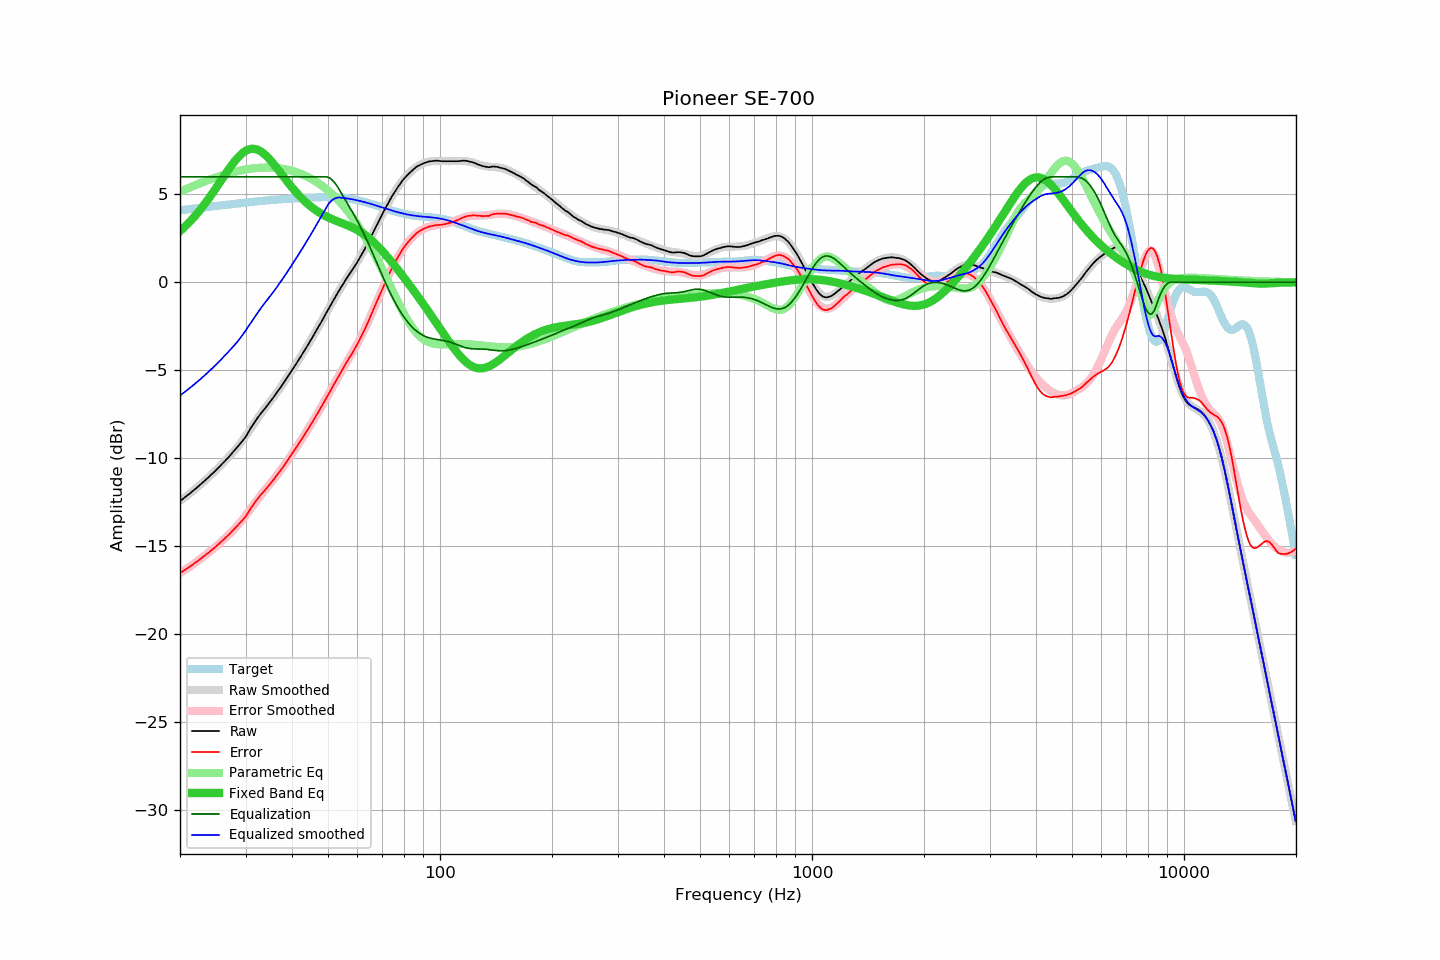 Pioneer SE-700
5
0
−5
−10
−15
−20
−25
−30
Amplitude (dBr)
Target
Raw Smoothed
Error Smoothed
Raw
Error
Parametric Eq
Fixed Band Eq
Equalization
Equalized smoothed
100 1000 10000
Frequency (Hz)